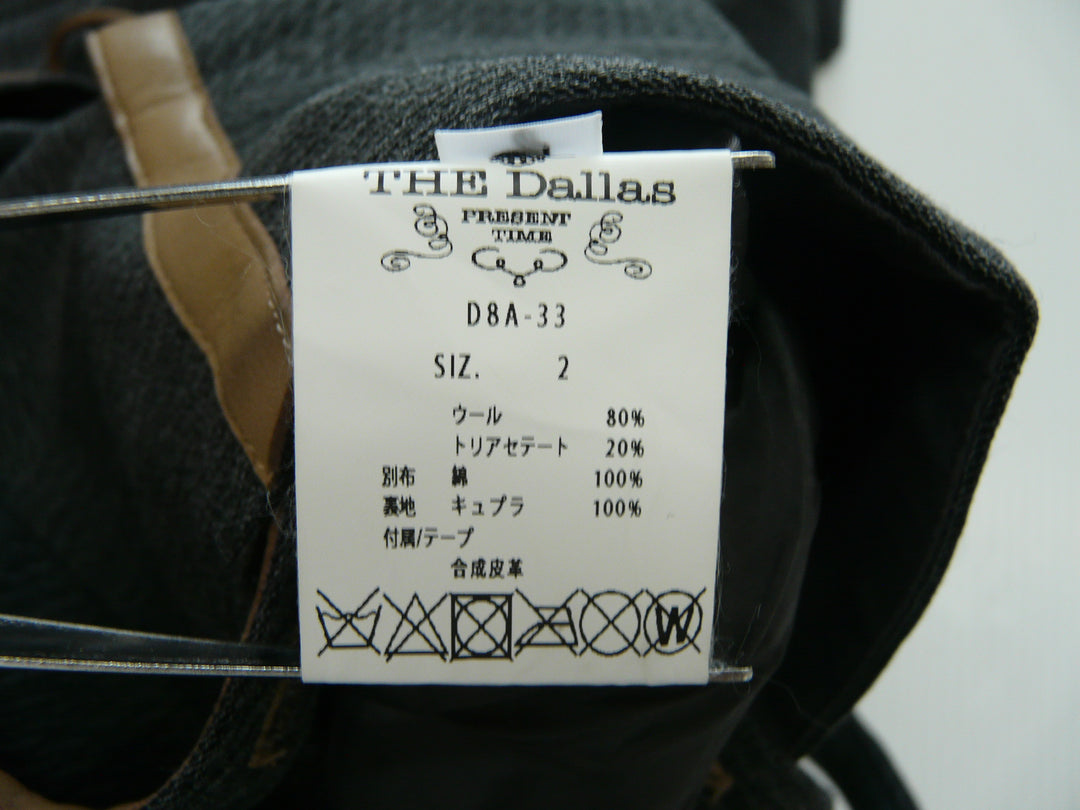 THE Dallas
PRESENT
TIME
D8A-33
SIZ. 2
ウール 80%
トリアセテート 20%
別布 綿 100%
裏地 キュプラ 100%
付属/テープ
合成皮革
W